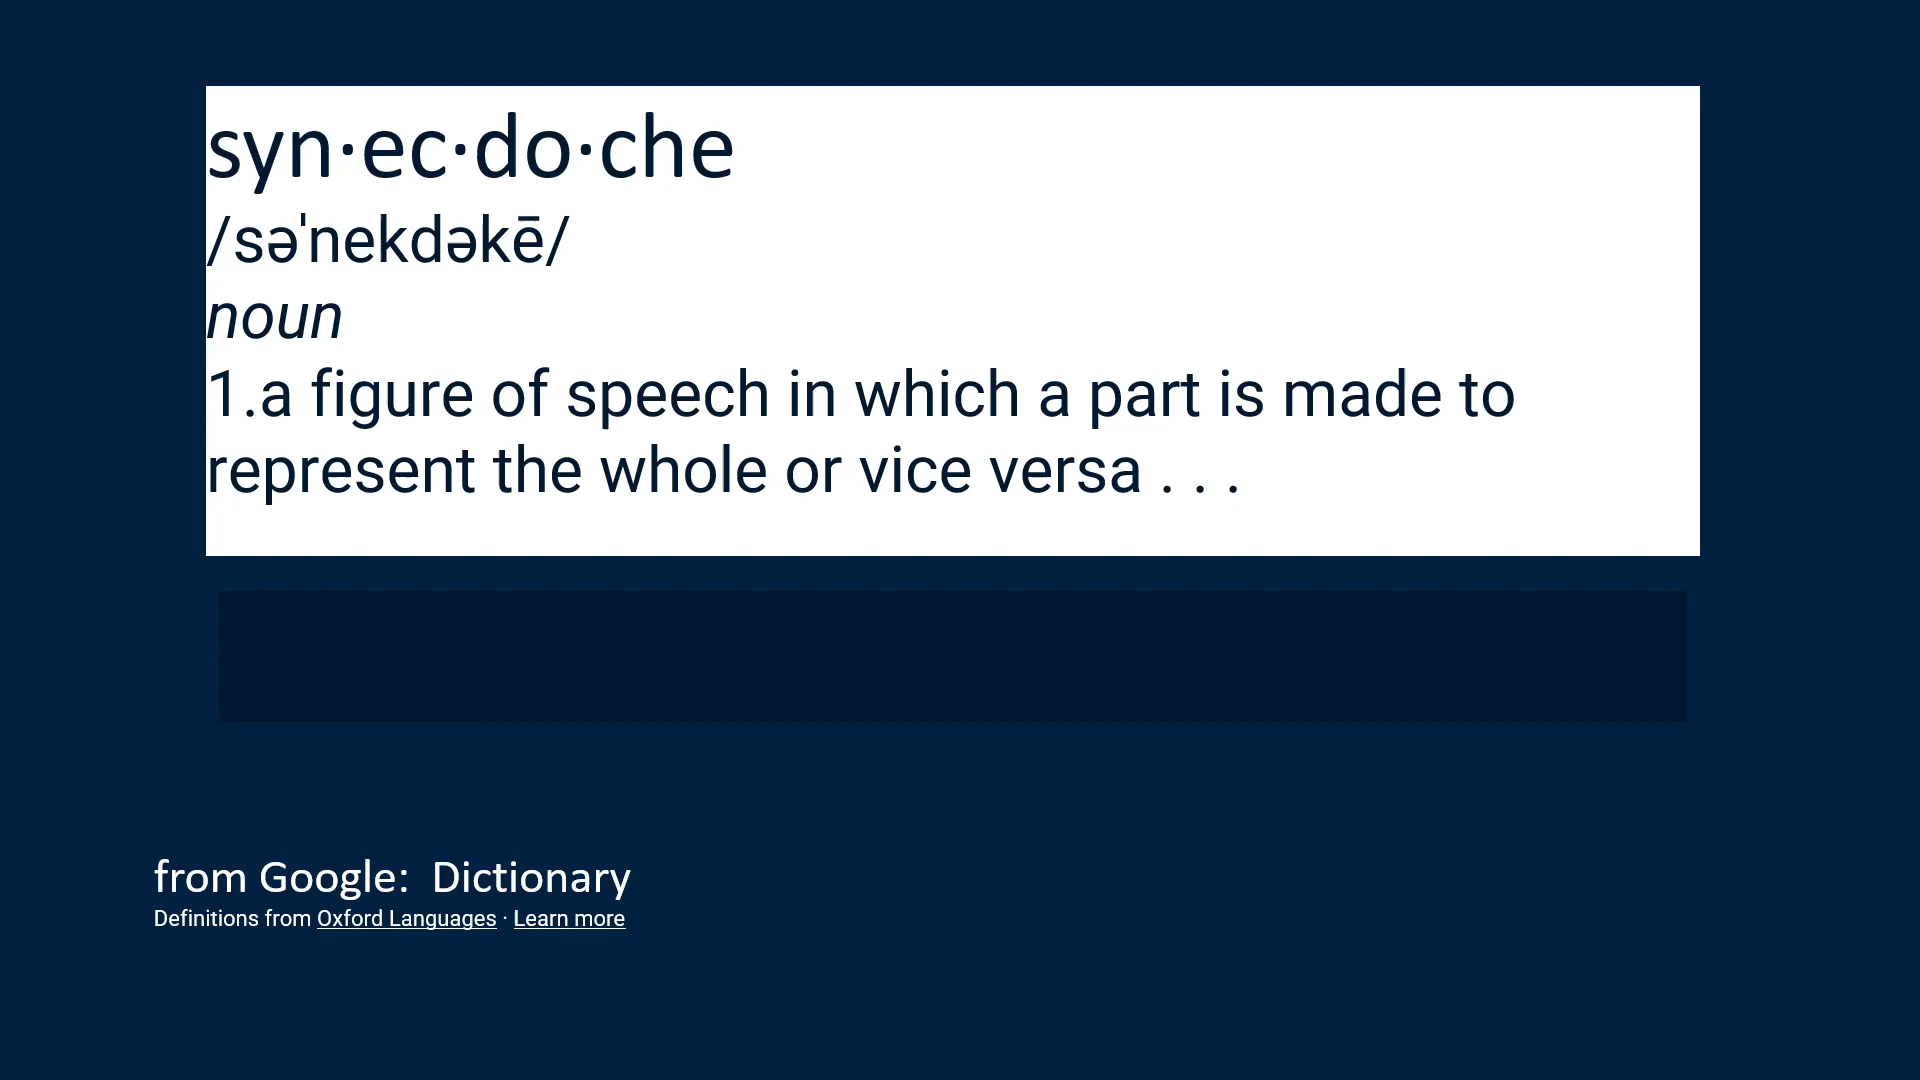 syn·ec·do·che
/səˈnekdəkē/
noun
1.a figure of speech in which a part is made to
represent the whole or vice versa . . .
from Google:  Dictionary
Definitions from Oxford Languages · Learn more